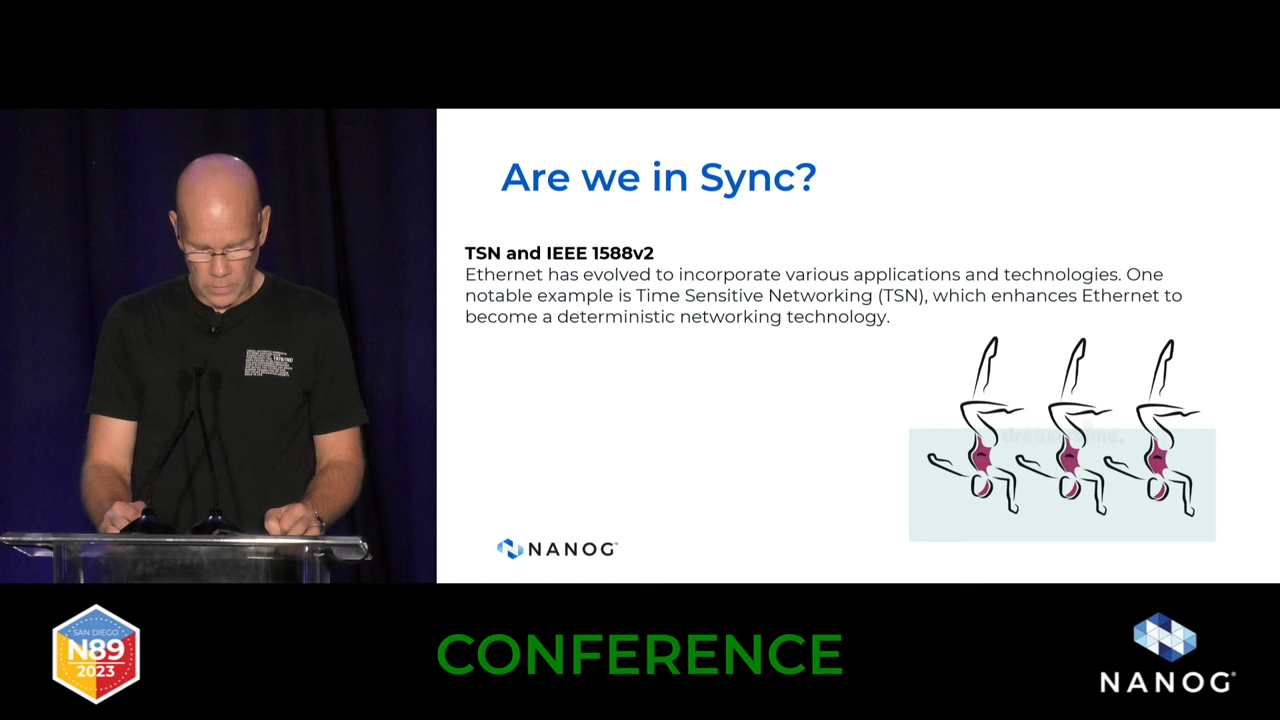 Are we in Sync?
TSN and IEEE 1588v2
Ethernet has evolved to incorporate various applications and technologies. One
notable example is Time Sensitive Networking (TSN), which enhances Ethernet to
become a deterministic networking technology.
NANOG™
SAN DIEGO
N89
2023
CONFERENCE
NANOG®